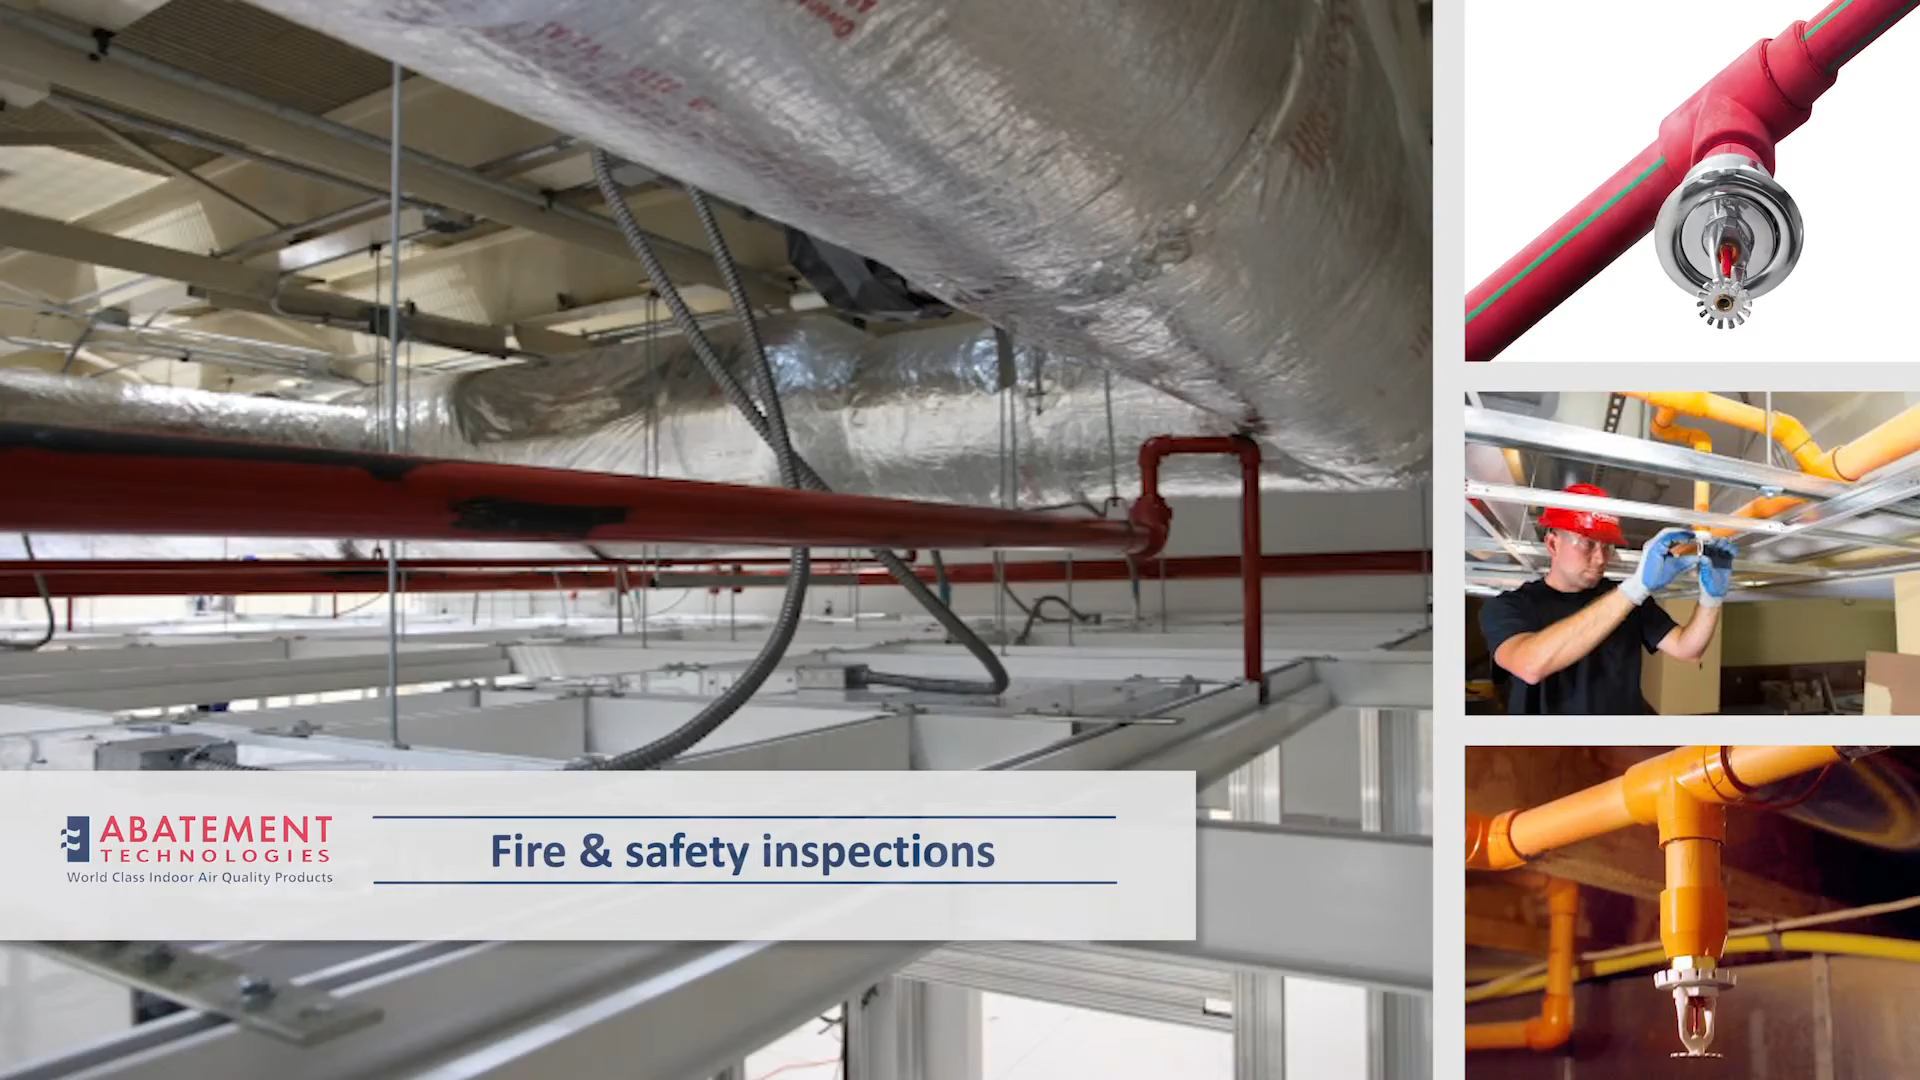 ABATEMENT
TECHNOLOGIES
World Class Indoor Air Quality Products
Fire & safety inspections